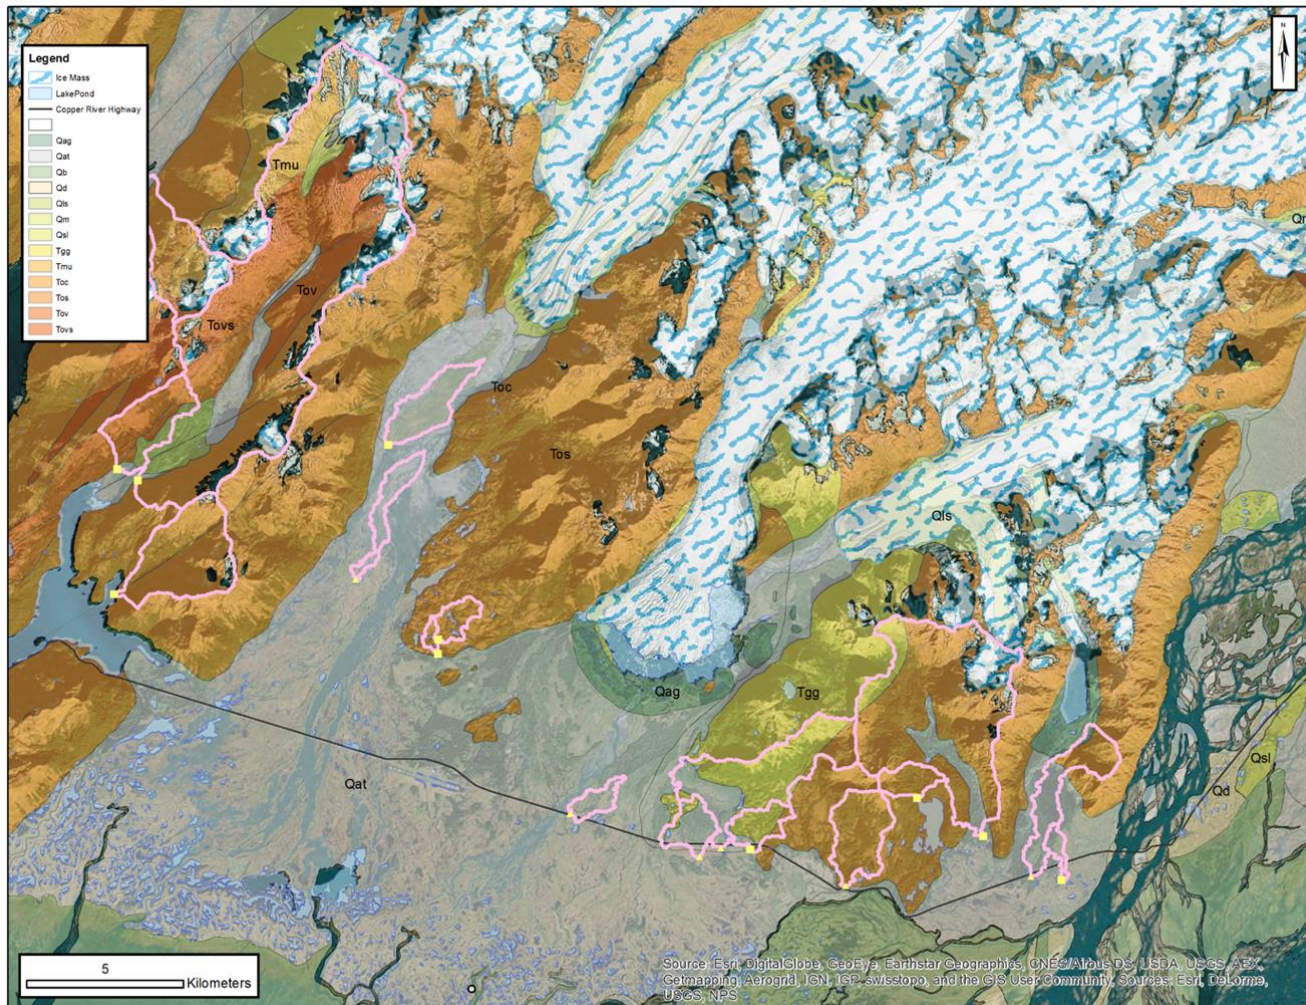 N
Legend
Ice Mass
LakePond
Copper River Highway
Qag
Qat
Qb
Qd
Qls
Qm
Qsl
Tgg
Tmu
Toc
Tos
Tov
Tovs
Tmu
Tov
Tovs
Toc
Tos
Qls
Qag
Tgg
Qat
Qsl
Qd
5
Kilometers
Source: Esri, DigitalGlobe, GeoEye, Earthstar Geographics, CNES/Airbus DS, USDA, USGS, AEX,
Getmapping, Aerogrid, IGN, IGP, swisstopo, and the GIS User Community, Sources: Esri, DeLorme,
USGS, NPS